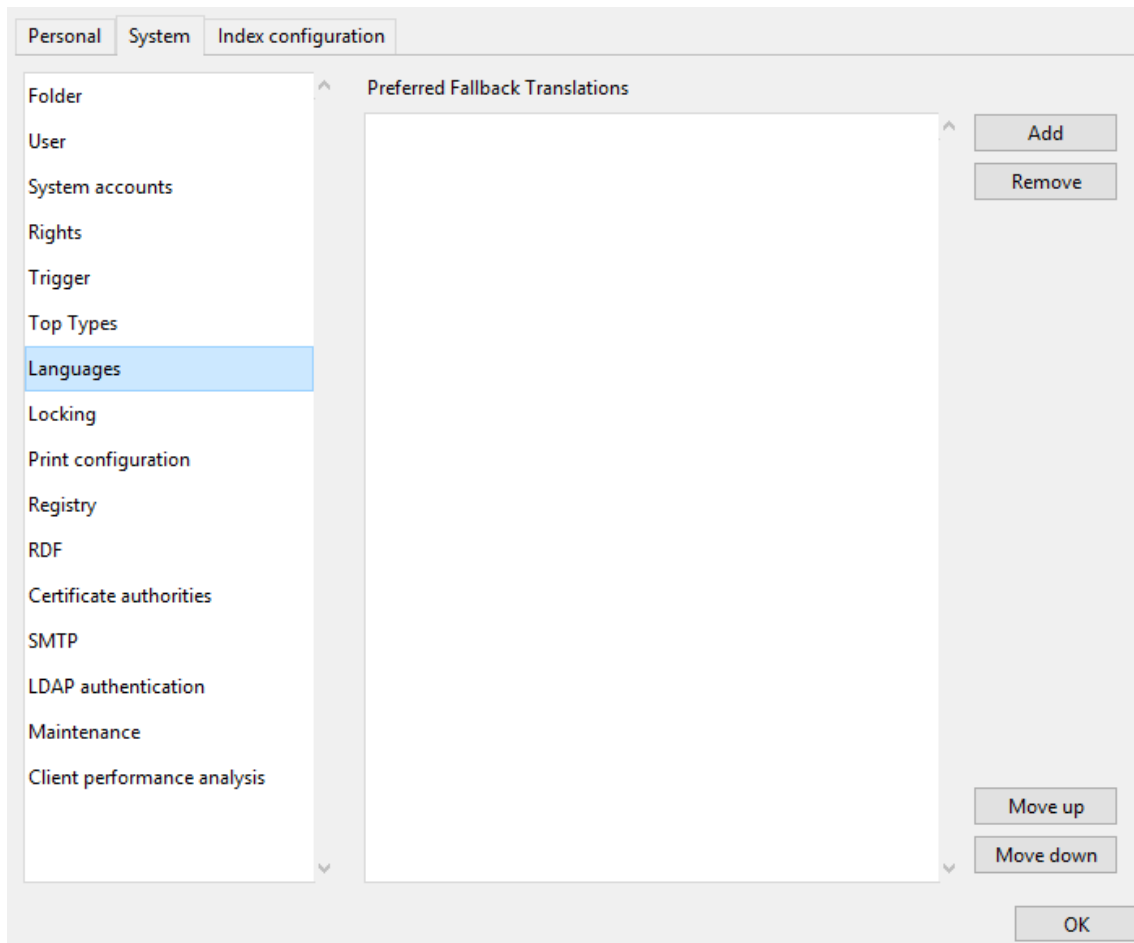 Personal System Index configuration
Folder
User
System accounts
Rights
Trigger
Top Types
Languages
Locking
Print configuration
Registry
RDF
Certificate authorities
SMTP
LDAP authentication
Maintenance
Client performance analysis
Preferred Fallback Translations
Add
Remove
Move up
Move down
OK